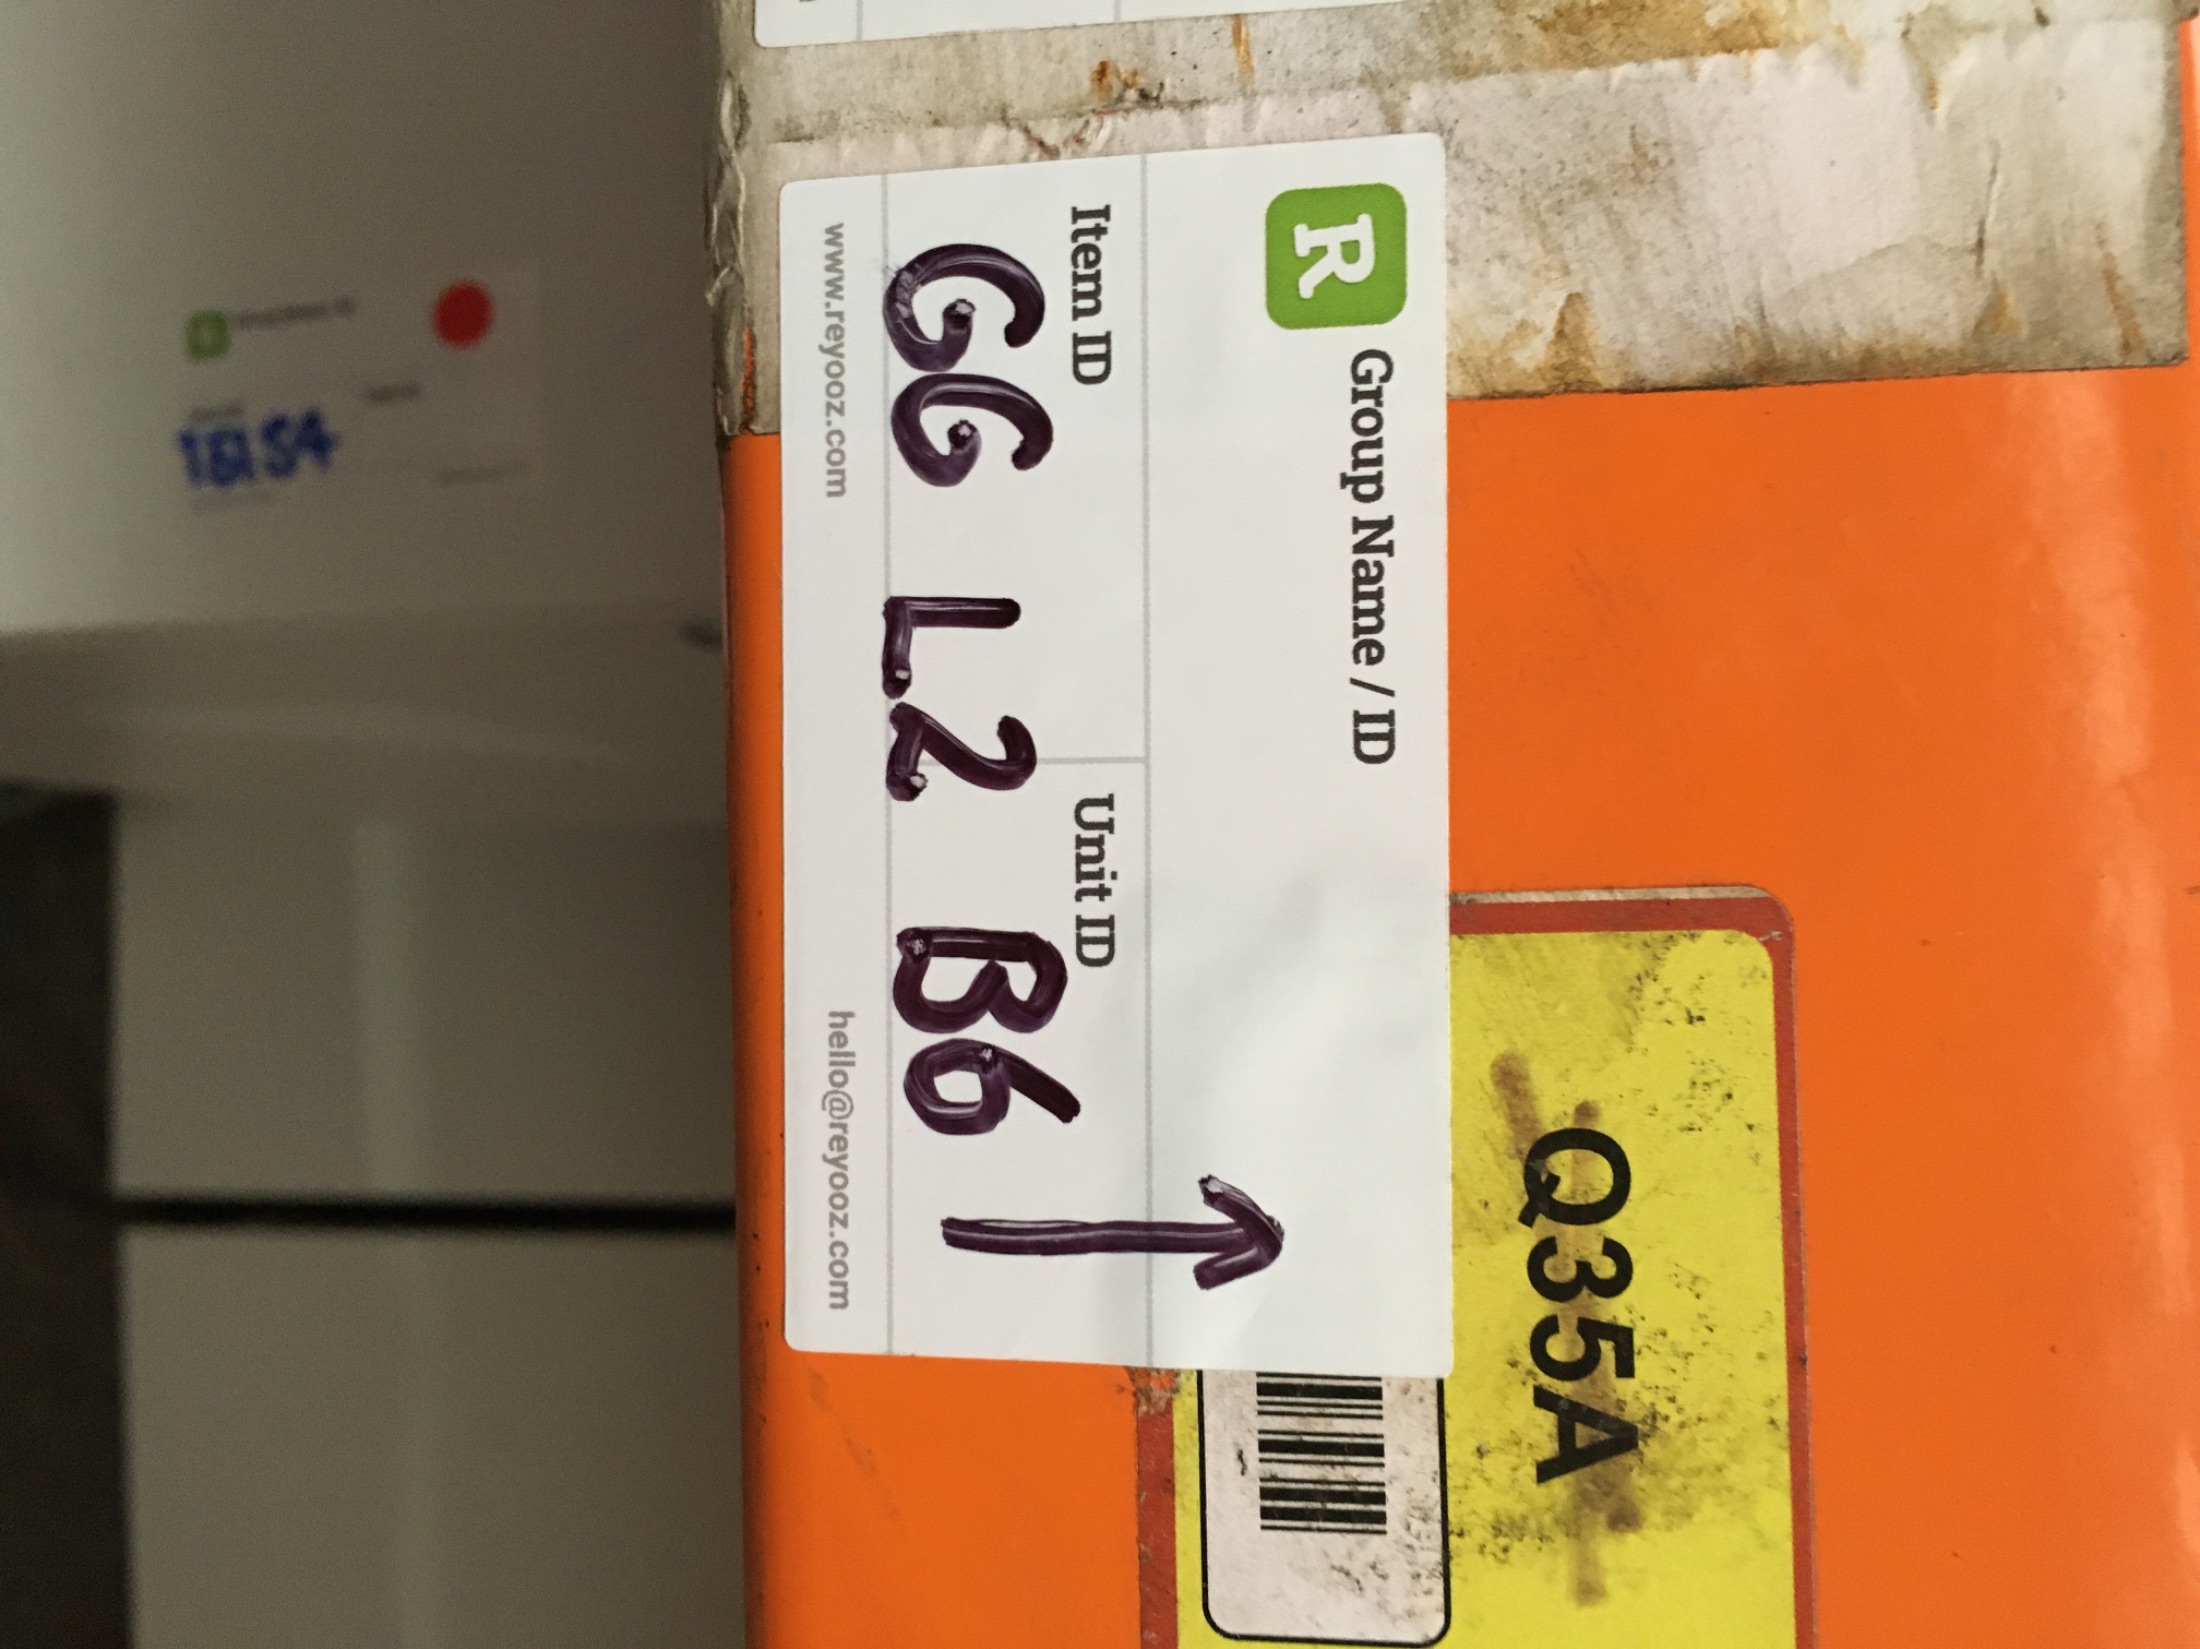 R Group Name / ID
Item ID Unit ID
GG L2 B6 ↑
www.reyooz.com hello@reyooz.com
Q35A